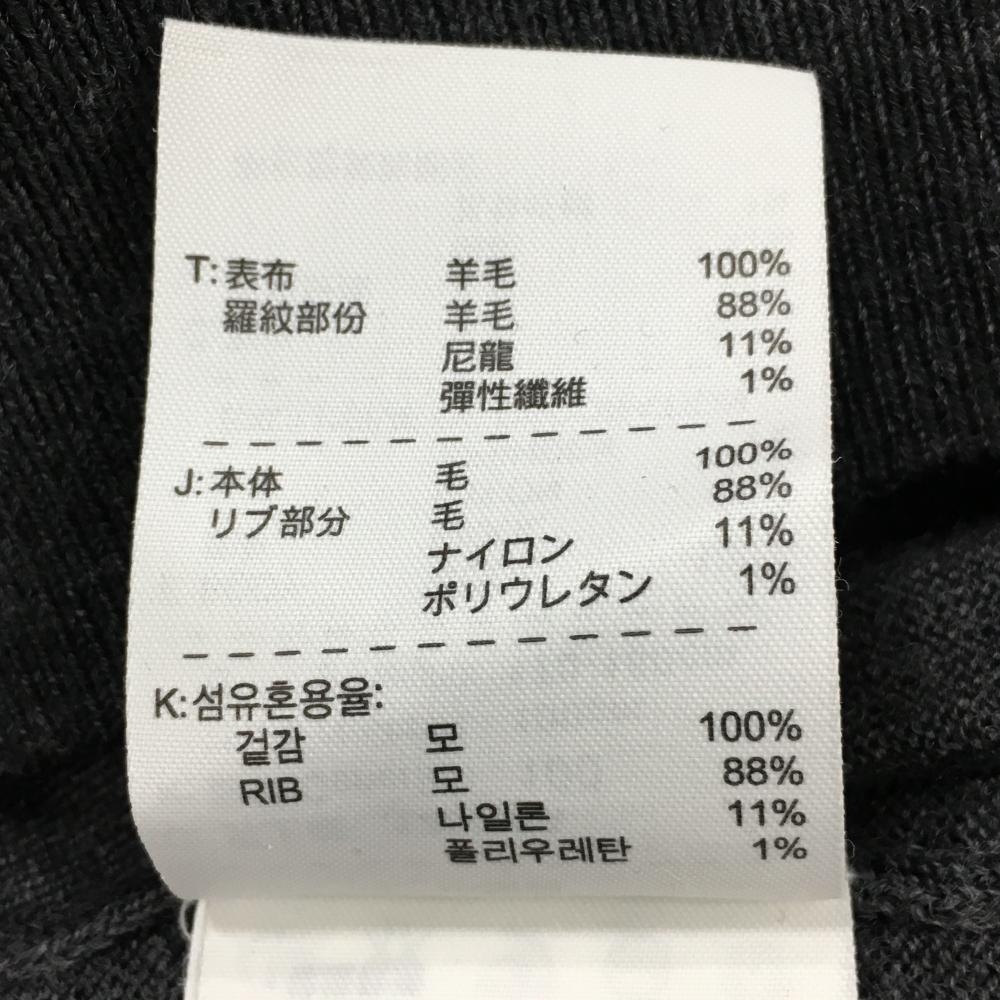 T: 表布 羊毛 100%
羅紋部份 羊毛 88%
尼龍 11%
彈性纖維 1%
J: 本体 毛 100%
リブ部分 毛 88%
ナイロン 11%
ポリウレタン 1%
K: 섬유혼용율:
겉감 모 100%
RIB 모 88%
나일론 11%
폴리우레탄 1%